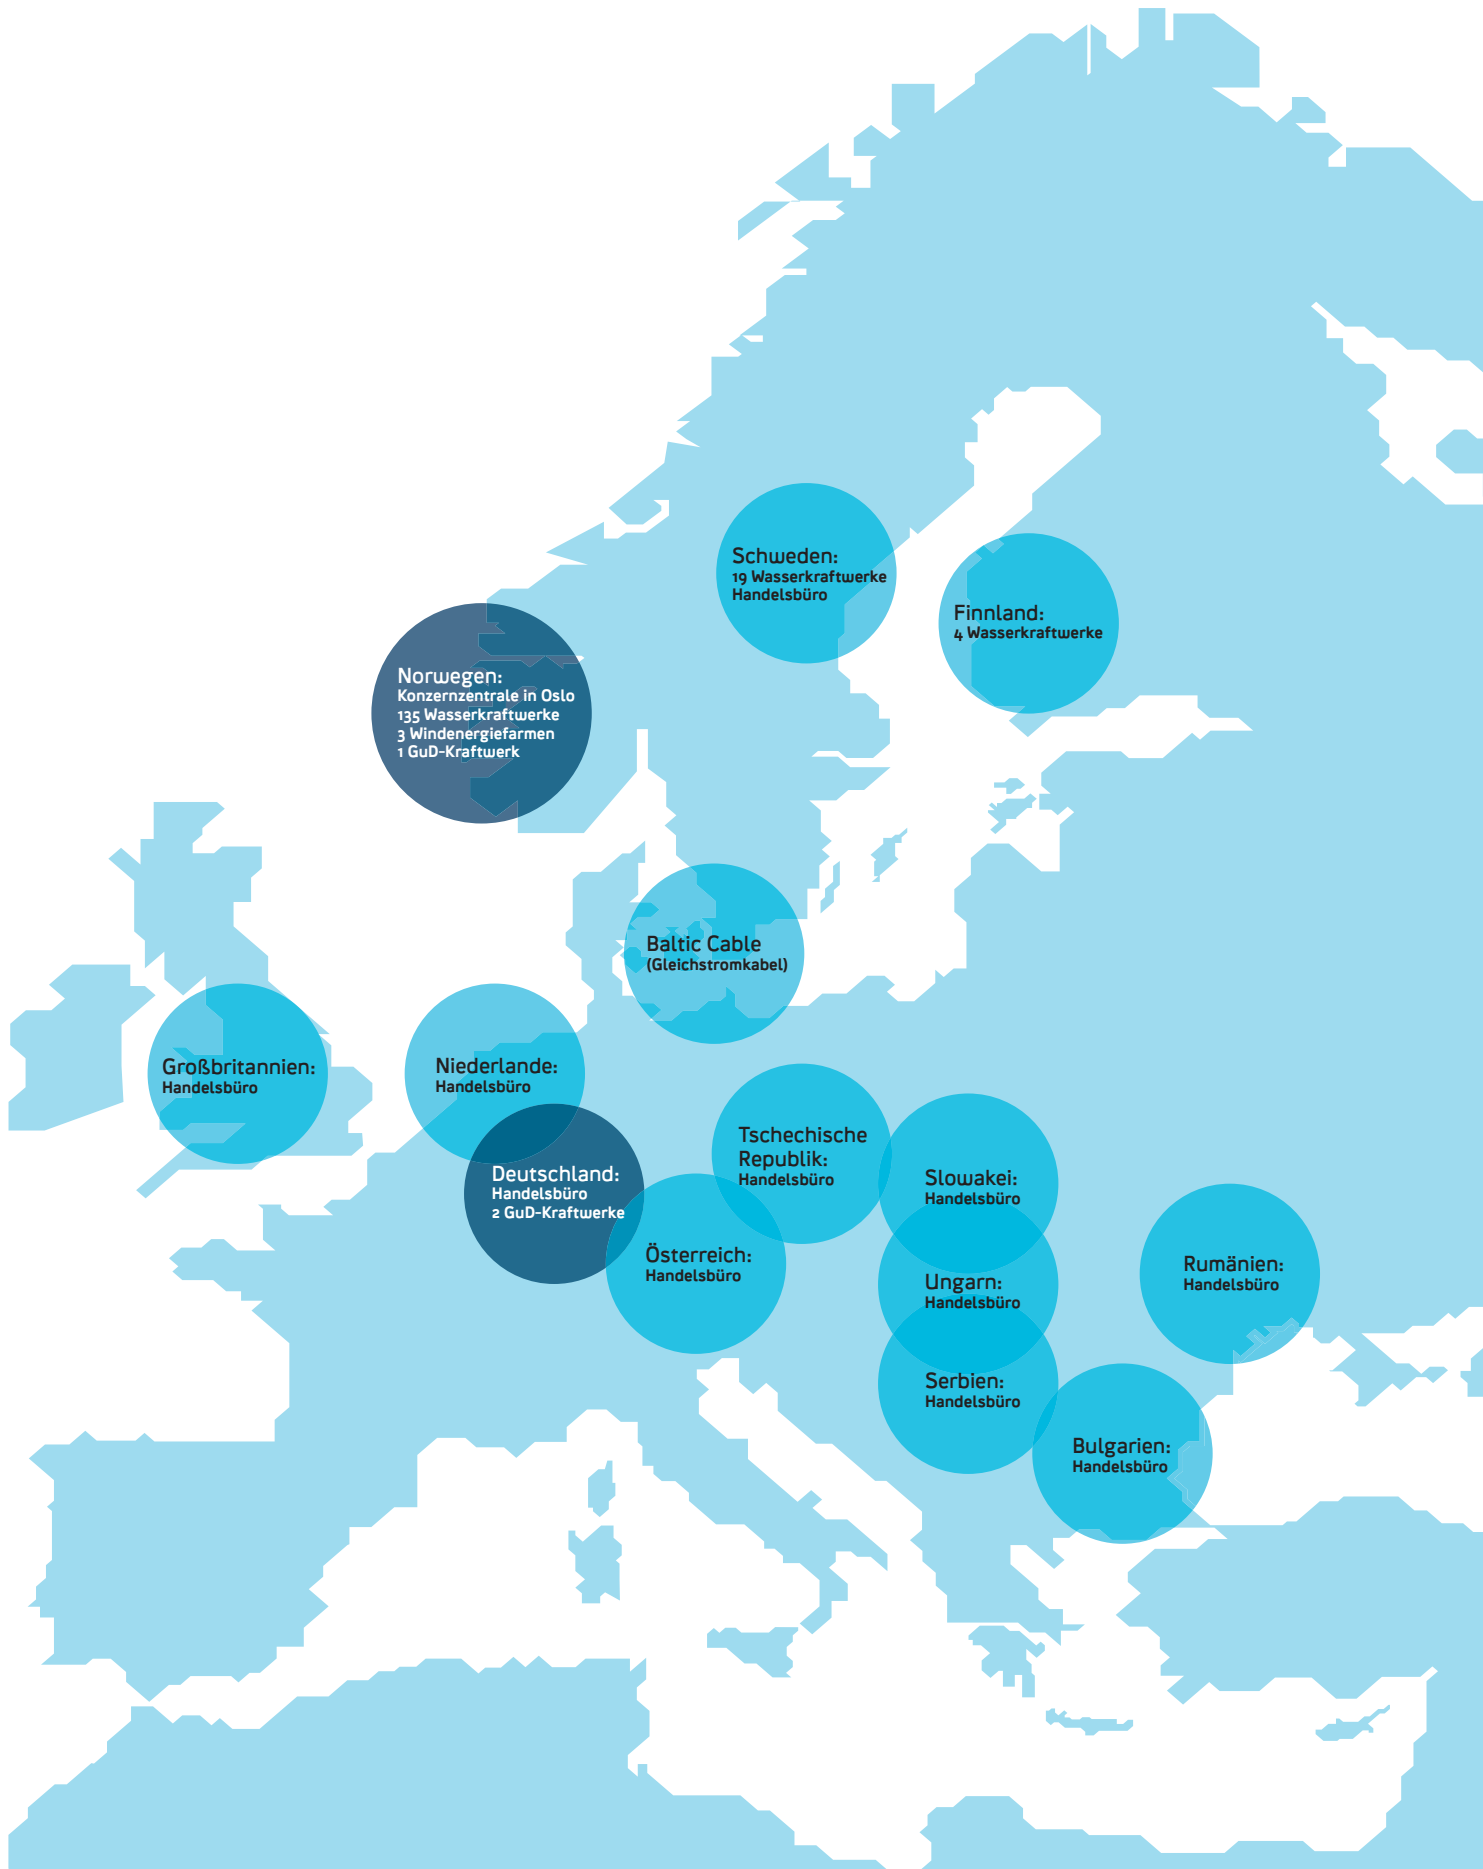 Schweden:
19 Wasserkraftwerke
Handelsbüro
Finnland:
4 Wasserkraftwerke
Norwegen:
Konzernzentrale in Oslo
135 Wasserkraftwerke
3 Windenergiefarmen
1 GuD-Kraftwerk
Baltic Cable
(Gleichstromkabel)
Großbritannien:
Handelsbüro
Niederlande:
Handelsbüro
Deutschland:
Handelsbüro
2 GuD-Kraftwerke
Tschechische
Republik:
Handelsbüro
Slowakei:
Handelsbüro
Österreich:
Handelsbüro
Ungarn:
Handelsbüro
Rumänien:
Handelsbüro
Serbien:
Handelsbüro
Bulgarien:
Handelsbüro